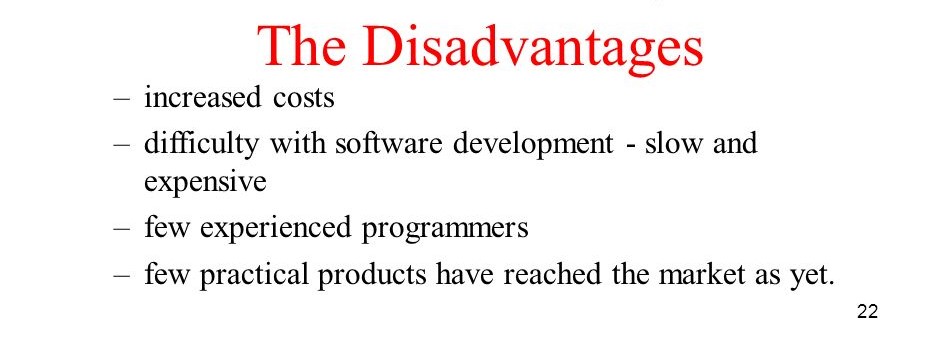 The Disadvantages
– increased costs
– difficulty with software development - slow and
expensive
– few experienced programmers
– few practical products have reached the market as yet.
22